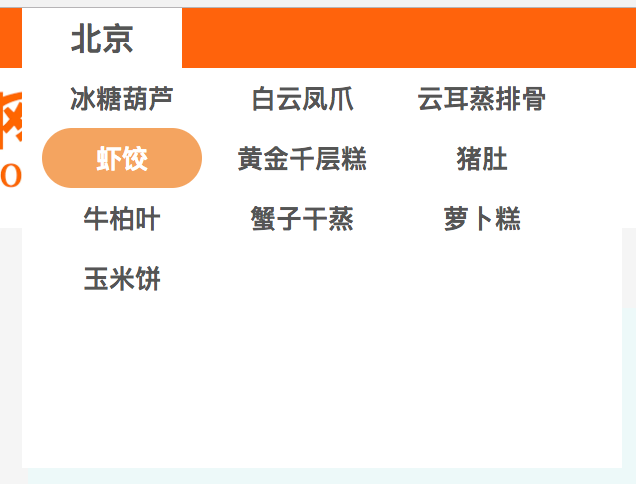 北京
冰糖葫芦 白云凤爪 云耳蒸排骨
虾饺 黄金千层糕 猪肚
牛柏叶 蟹子干蒸 萝卜糕
玉米饼